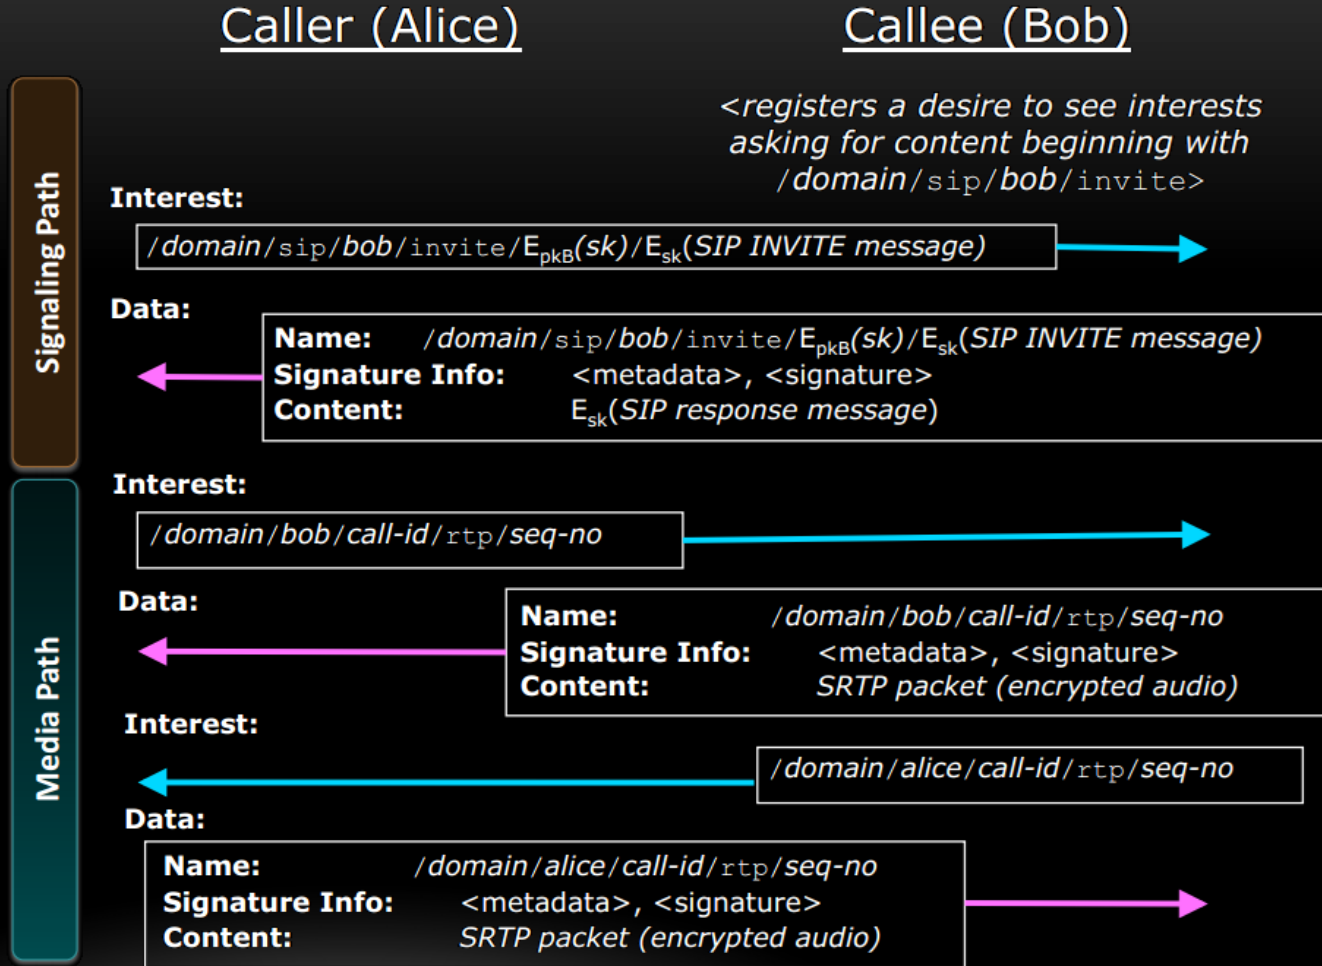 Caller (Alice)
Callee (Bob)
Signaling Path
<registers a desire to see interests
asking for content beginning with
/domain/sip/bob/invite>
Interest:
/domain/sip/bob/invite/EpkB(sk)/Esk(SIP INVITE message)
Data:
Name: /domain/sip/bob/invite/EpkB(sk)/Esk(SIP INVITE message)
Signature Info: <metadata>, <signature>
Content: Esk(SIP response message)
Media Path
Interest:
/domain/bob/call-id/rtp/seq-no
Data:
Name: /domain/bob/call-id/rtp/seq-no
Signature Info: <metadata>, <signature>
Content: SRTP packet (encrypted audio)
Interest:
/domain/alice/call-id/rtp/seq-no
Data:
Name: /domain/alice/call-id/rtp/seq-no
Signature Info: <metadata>, <signature>
Content: SRTP packet (encrypted audio)